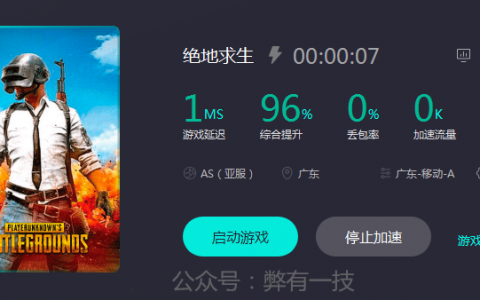 绝地求生 00:00:07
1MS 96% 0% 0K
游戏延迟 综合提升 丢包率 加速流量
AS（亚服） 广东 广东-移动-A
PLAYERUNKNOWN'S
BATTLEGROUNDS
启动游戏 停止加速 游戏
公众号：弊有一技